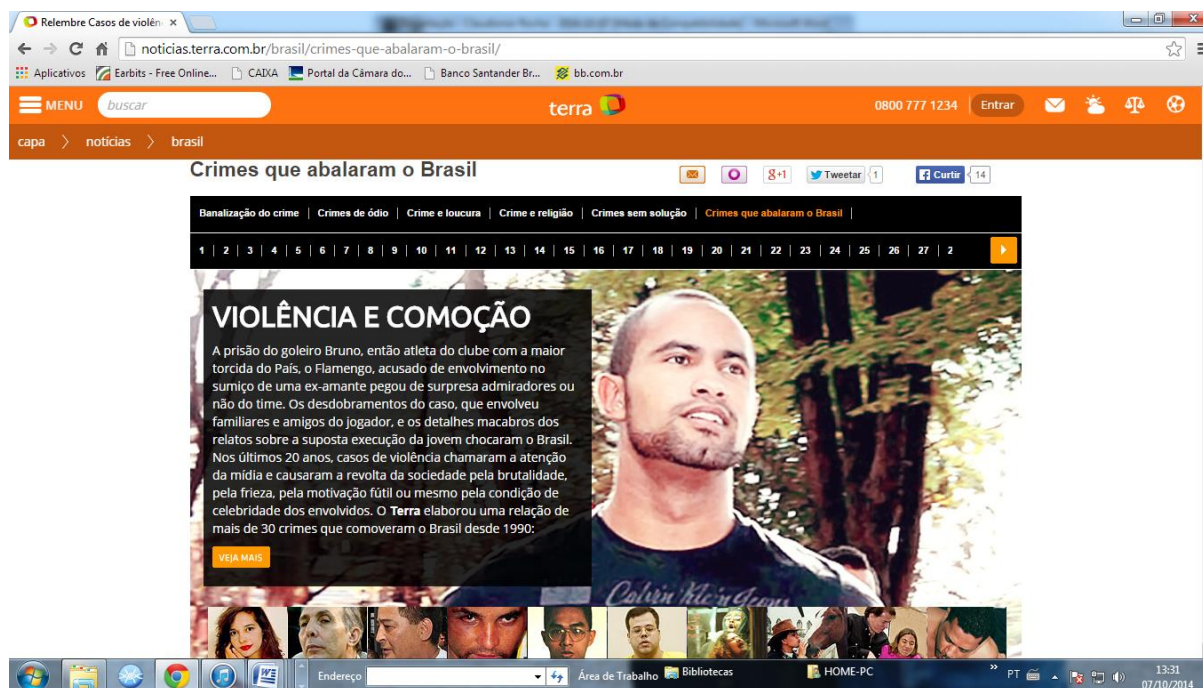 Relembre Casos de violên
noticias.terra.com.br/brasil/crimes-que-abalaram-o-brasil/
Aplicativos Earbits - Free Online... CAIXA Portal da Câmara do... Banco Santander Br... bb.com.br
MENU buscar terra 0800 777 1234 Entrar
capa notícias brasil
Crimes que abalaram o Brasil
g+1 Tweetar 1 Curtir 14
Banalização do crime | Crimes de ódio | Crime e loucura | Crime e religião | Crimes sem solução | Crimes que abalaram o Brasil |
1 | 2 | 3 | 4 | 5 | 6 | 7 | 8 | 9 | 10 | 11 | 12 | 13 | 14 | 15 | 16 | 17 | 18 | 19 | 20 | 21 | 22 | 23 | 24 | 25 | 26 | 27 | 2
VIOLÊNCIA E COMOÇÃO
A prisão do goleiro Bruno, então atleta do clube com a maior
torcida do País, o Flamengo, acusado de envolvimento no
sumiço de uma ex-amante pegou de surpresa admiradores ou
não do time. Os desdobramentos do caso, que envolveu
familiares e amigos do jogador, e os detalhes macabros dos
relatos sobre a suposta execução da jovem chocaram o Brasil.
Nos últimos 20 anos, casos de violência chamaram a atenção
da mídia e causaram a revolta da sociedade pela brutalidade,
pela frieza, pela motivação fútil ou mesmo pela condição de
celebridade dos envolvidos. O Terra elaborou uma relação de
mais de 30 crimes que comoveram o Brasil desde 1990:
VEJA MAIS
Calvin Klein Jeans
Endereço Área de Trabalho Bibliotecas HOME-PC PT 13:31
07/10/2014